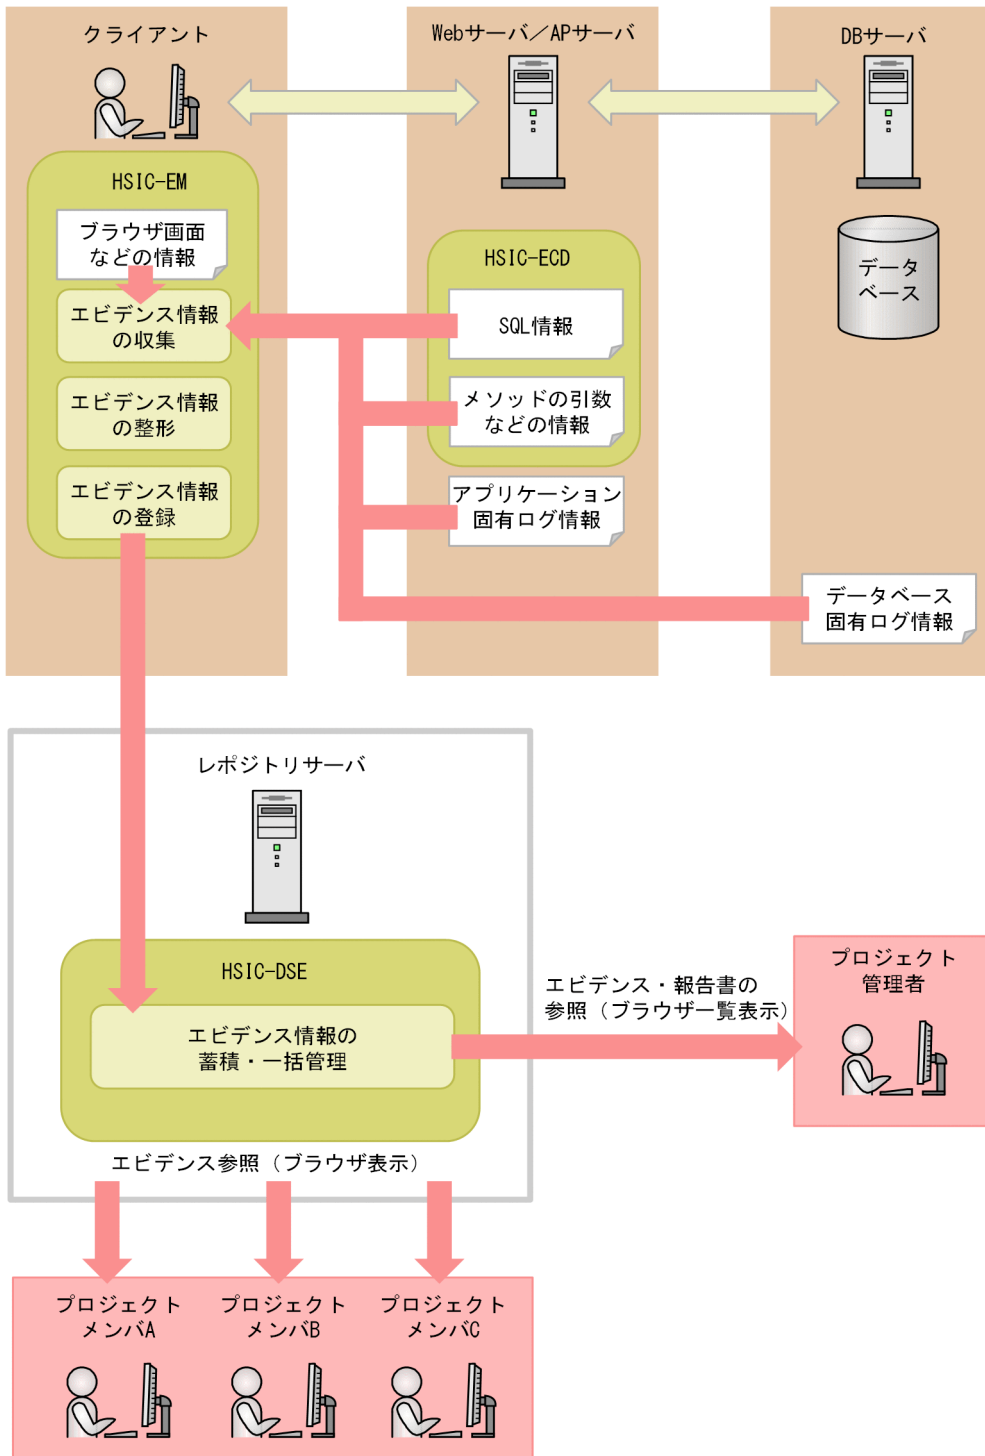 クライアント
Webサーバ／APサーバ
DBサーバ
HSIC-EM
ブラウザ画面
などの情報
エビデンス情報
の収集
エビデンス情報
の整形
エビデンス情報
の登録
HSIC-ECD
SQL情報
メソッドの引数
などの情報
アプリケーション
固有ログ情報
データ
ベース
データベース
固有ログ情報
レポジトリサーバ
HSIC-DSE
エビデンス情報の
蓄積・一括管理
エビデンス・報告書の
参照（ブラウザ一覧表示）
プロジェクト
管理者
エビデンス参照（ブラウザ表示）
プロジェクト
メンバA
プロジェクト
メンバB
プロジェクト
メンバC